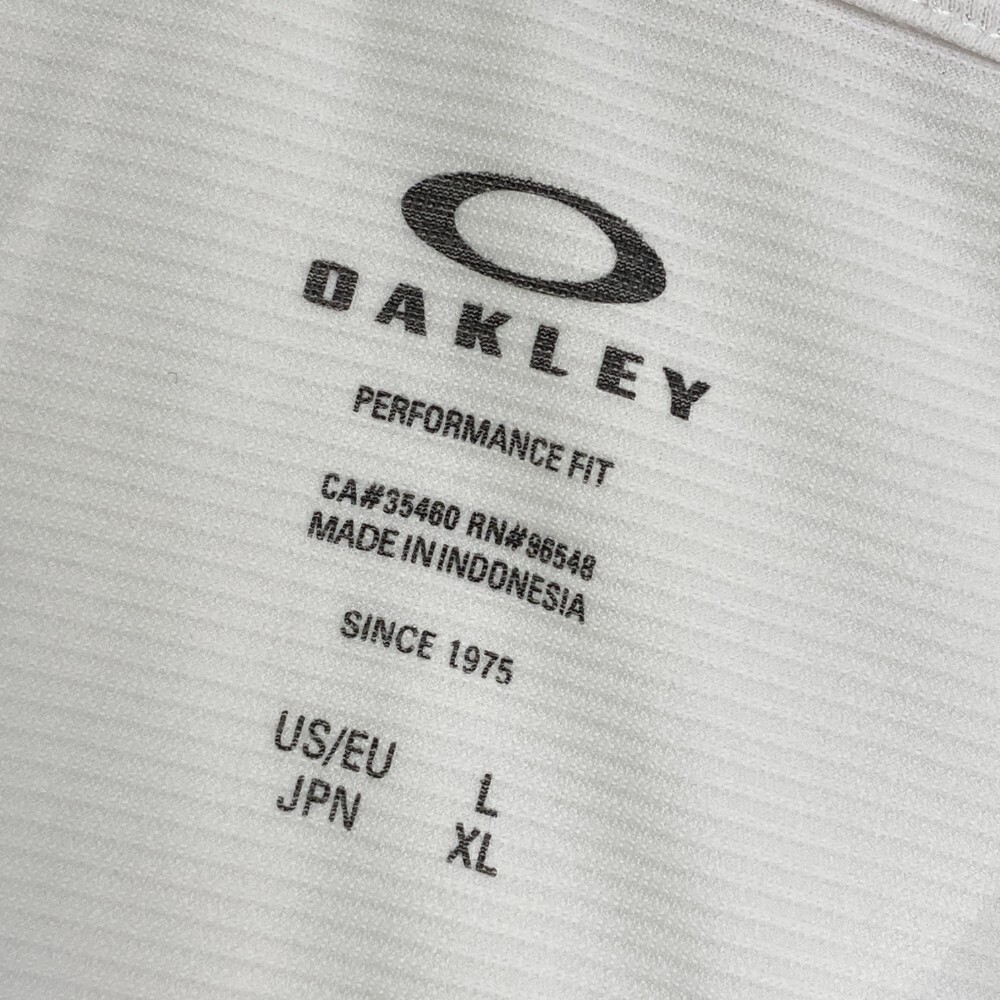 OAKLEY
PERFORMANCE FIT
CA#35460 RN#96548
MADE IN INDONESIA
SINCE 1975
US/EU L
JPN XL